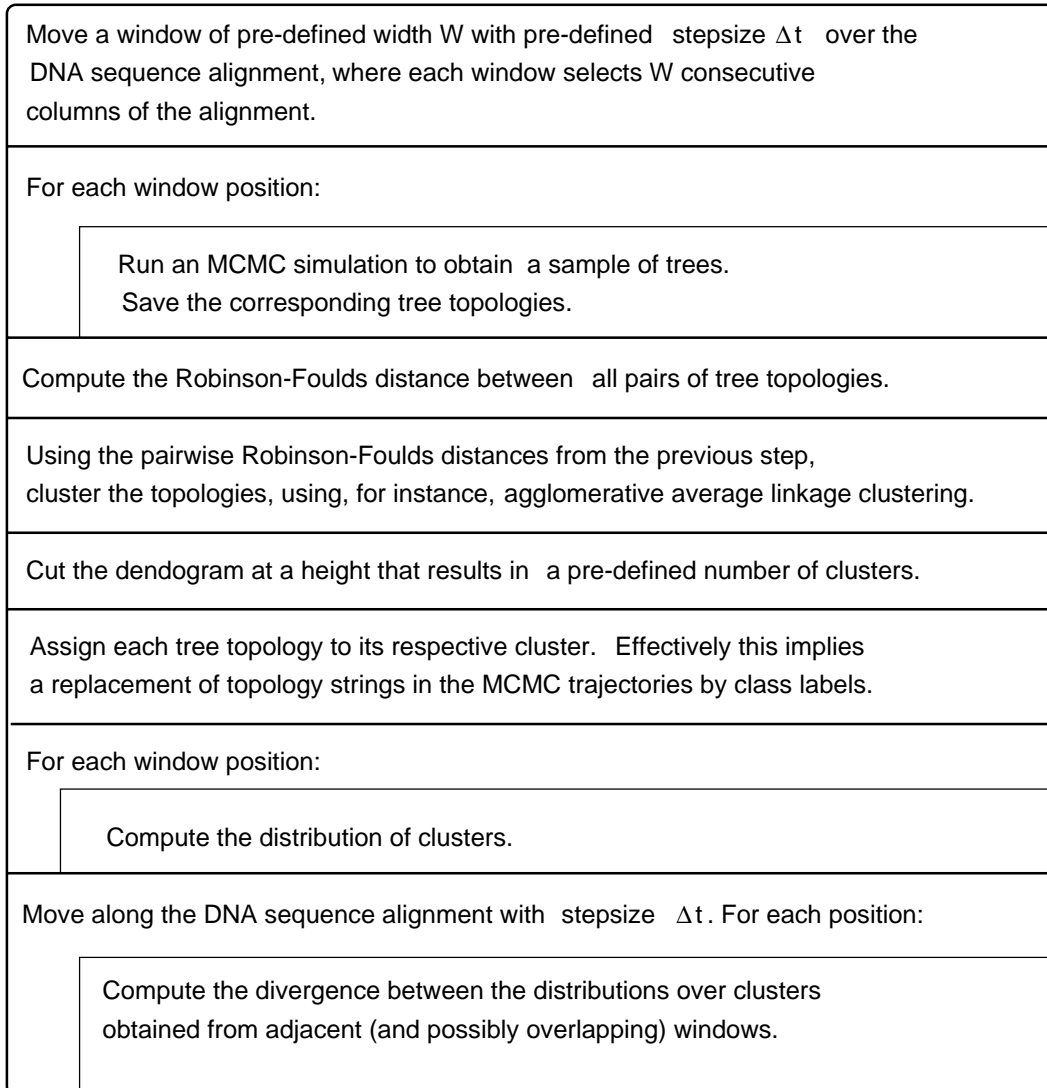 Move a window of pre-defined width W with pre-defined stepsize Δt over the
DNA sequence alignment, where each window selects W consecutive
columns of the alignment.
For each window position:
Run an MCMC simulation to obtain a sample of trees.
Save the corresponding tree topologies.
Compute the Robinson-Foulds distance between all pairs of tree topologies.
Using the pairwise Robinson-Foulds distances from the previous step,
cluster the topologies, using, for instance, agglomerative average linkage clustering.
Cut the dendogram at a height that results in a pre-defined number of clusters.
Assign each tree topology to its respective cluster. Effectively this implies
a replacement of topology strings in the MCMC trajectories by class labels.
For each window position:
Compute the distribution of clusters.
Move along the DNA sequence alignment with stepsize Δt. For each position:
Compute the divergence between the distributions over clusters
obtained from adjacent (and possibly overlapping) windows.